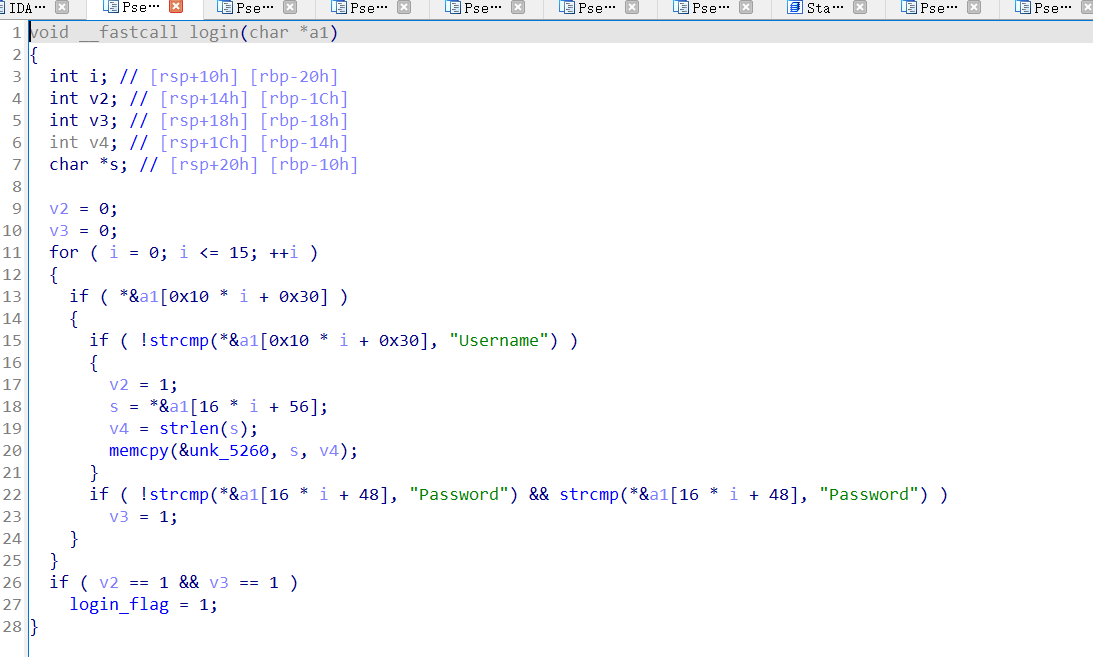 IDA… Pse… Pse… Pse… Pse… Pse… Pse… Sta… Pse… Pse…
1 void __fastcall login(char *a1)
2 {
3   int i; // [rsp+10h] [rbp-20h]
4   int v2; // [rsp+14h] [rbp-1Ch]
5   int v3; // [rsp+18h] [rbp-18h]
6   int v4; // [rsp+1Ch] [rbp-14h]
7   char *s; // [rsp+20h] [rbp-10h]
8
9   v2 = 0;
10   v3 = 0;
11   for ( i = 0; i <= 15; ++i )
12   {
13     if ( *&a1[0x10 * i + 0x30] )
14     {
15       if ( !strcmp(*&a1[0x10 * i + 0x30], "Username") )
16       {
17         v2 = 1;
18         s = *&a1[16 * i + 56];
19         v4 = strlen(s);
20         memcpy(&unk_5260, s, v4);
21       }
22       if ( !strcmp(*&a1[16 * i + 48], "Password") && strcmp(*&a1[16 * i + 48], "Password") )
23         v3 = 1;
24     }
25   }
26   if ( v2 == 1 && v3 == 1 )
27     login_flag = 1;
28 }